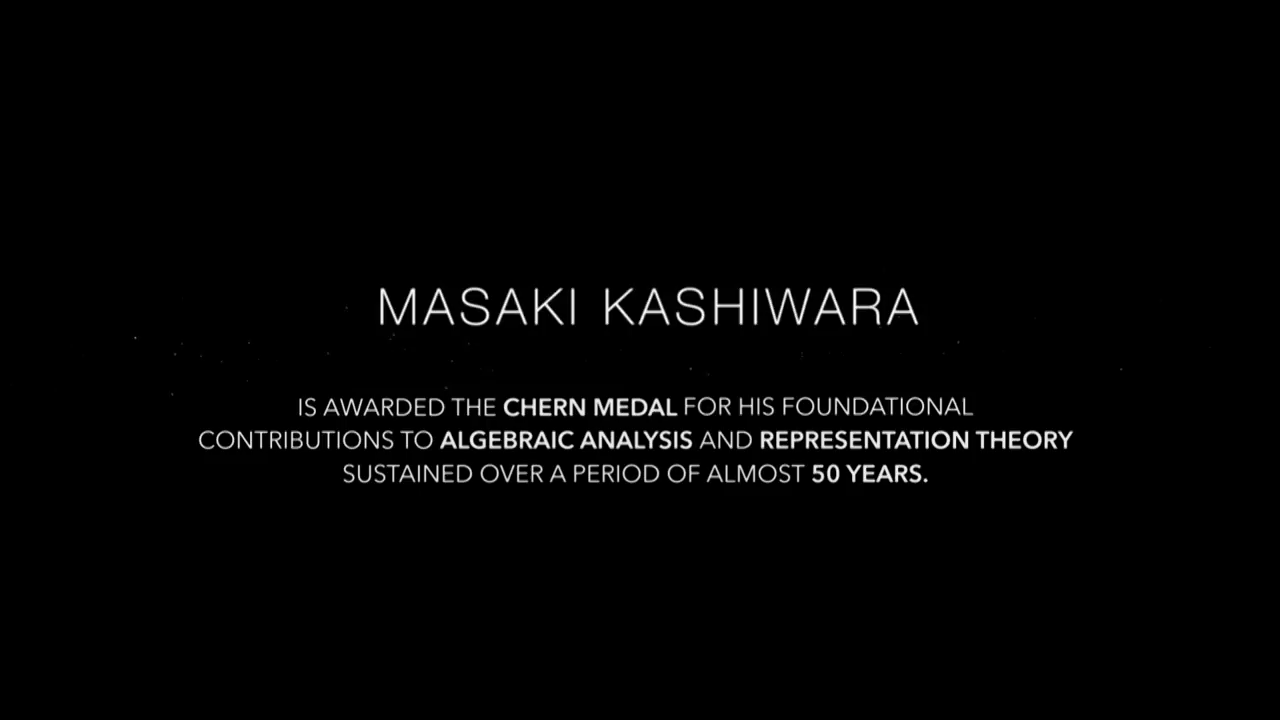 MASAKI KASHIWARA
IS AWARDED THE CHERN MEDAL FOR HIS FOUNDATIONAL
CONTRIBUTIONS TO ALGEBRAIC ANALYSIS AND REPRESENTATION THEORY
SUSTAINED OVER A PERIOD OF ALMOST 50 YEARS.